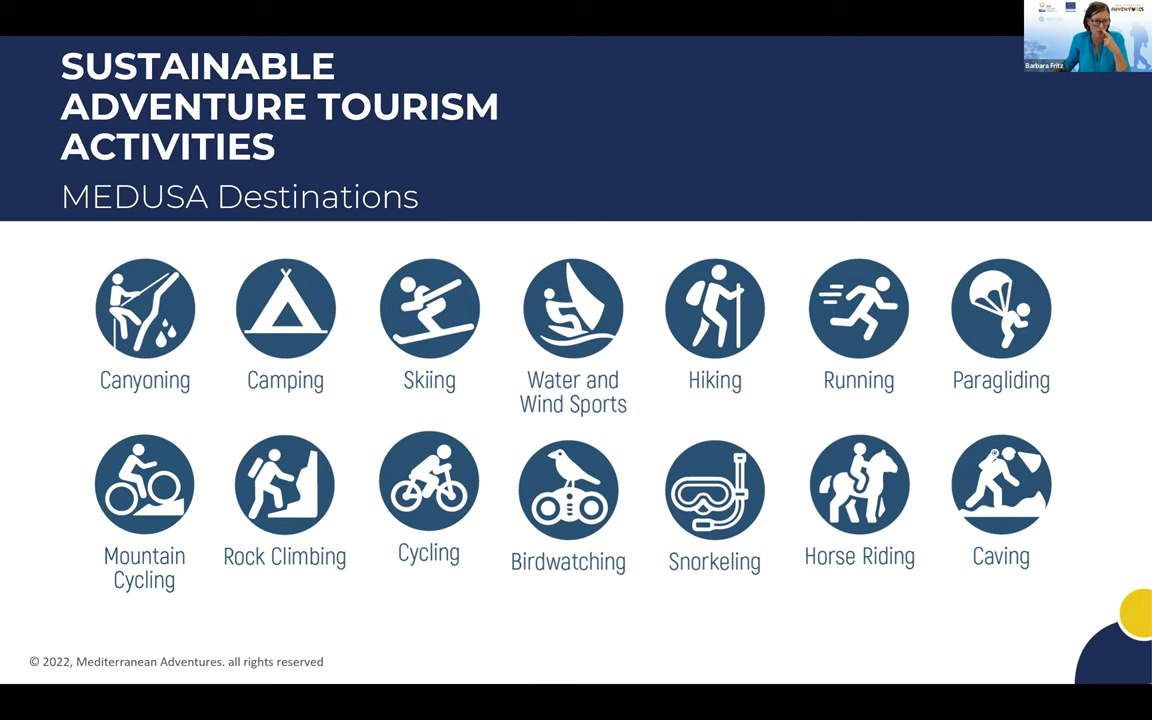 SUSTAINABLE
ADVENTURE TOURISM
ACTIVITIES
MEDUSA Destinations
Barbara Fritz
Canyoning
Camping
Skiing
Water and
Wind Sports
Hiking
Running
Paragliding
Mountain
Cycling
Rock Climbing
Cycling
Birdwatching
Snorkeling
Horse Riding
Caving
© 2022, Mediterranean Adventures. all rights reserved